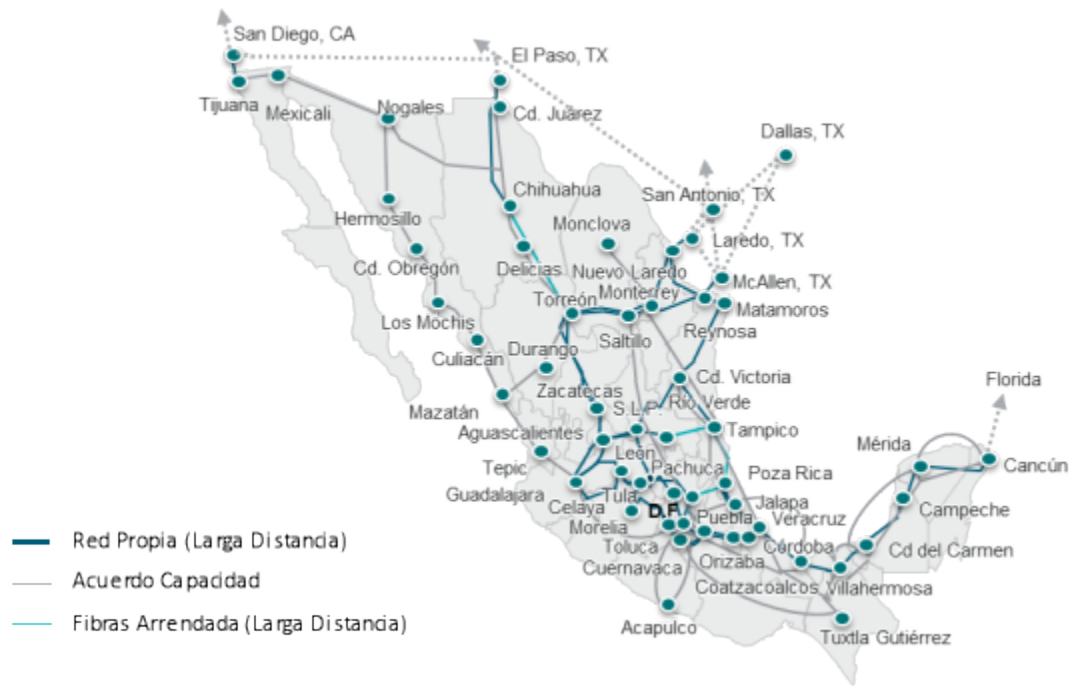 San Diego, CA
El Paso, TX
Tijuana
Mexicali
Nogales
Cd. Juárez
Dallas, TX
Chihuahua
San Antonio, TX
Hermosillo
Monclova
Laredo, TX
Cd. Obregón
Delicias
Nuevo Laredo
McAllen, TX
Torreón
Monterrey
Matamoros
Los Mochis
Reynosa
Saltillo
Culiacán
Durango
Cd. Victoria
Florida
Zacatecas
Mazatán
S.L.P.
Río Verde
Aguascalientes
Tampico
Mérida
León
Cancún
Tepic
Pachuca
Poza Rica
Guadalajara
Celaya
Tula
Jalapa
Campeche
D.F
Puebla
Veracruz
Morelia
Red Propia (Larga Distancia)
Toluca
Córdoba
Cd del Carmen
Orizaba
Cuernavaca
Acuerdo Capacidad
Coatzacoalcos
Villahermosa
Fibras Arrendada (Larga Distancia)
Acapulco
Tuxtla Gutiérrez